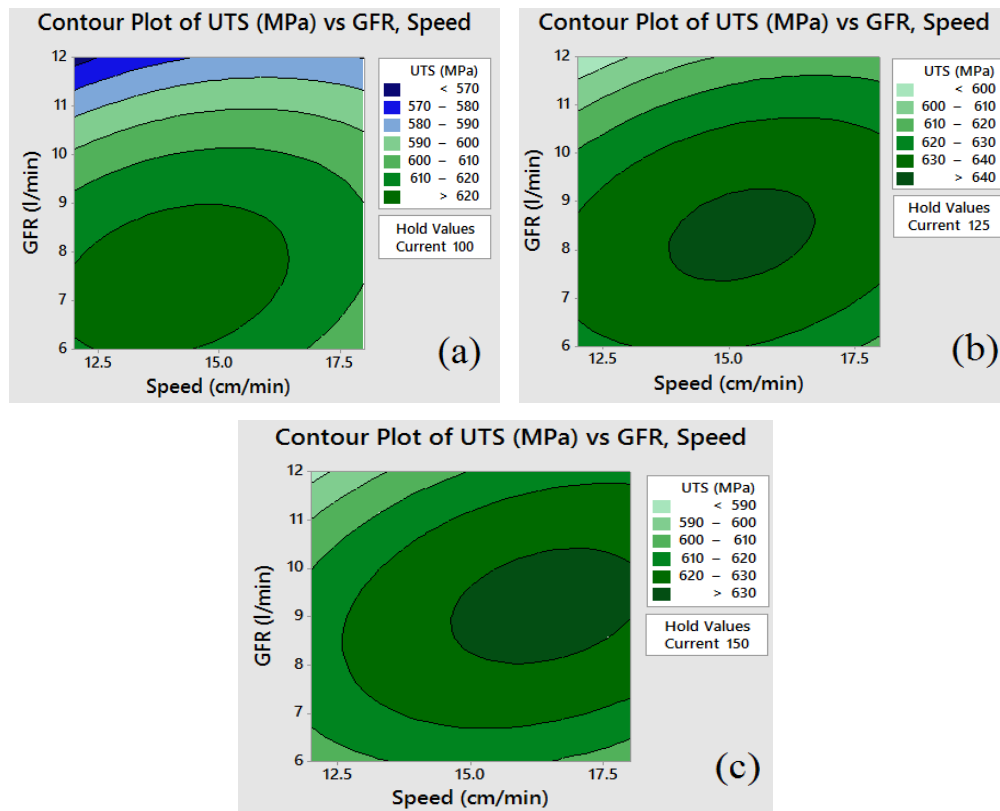 Contour Plot of UTS (MPa) vs GFR, Speed
12
11
10
9
8
7
6
GFR (l/min)
12.5 15.0 17.5
Speed (cm/min)
UTS (MPa)
< 570
570 – 580
580 – 590
590 – 600
600 – 610
610 – 620
> 620
Hold Values
Current 100
(a)
Contour Plot of UTS (MPa) vs GFR, Speed
12
11
10
9
8
7
6
GFR (l/min)
12.5 15.0 17.5
Speed (cm/min)
UTS (MPa)
< 600
600 – 610
610 – 620
620 – 630
630 – 640
> 640
Hold Values
Current 125
(b)
Contour Plot of UTS (MPa) vs GFR, Speed
12
11
10
9
8
7
6
GFR (l/min)
12.5 15.0 17.5
Speed (cm/min)
UTS (MPa)
< 590
590 – 600
600 – 610
610 – 620
620 – 630
> 630
Hold Values
Current 150
(c)